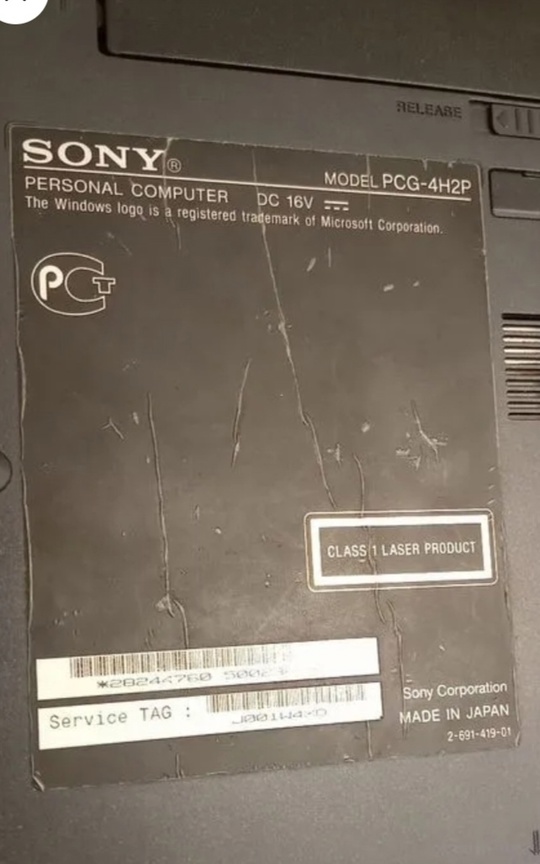 RELEASE
SONY®
MODEL PCG-4H2P
PERSONAL COMPUTER DC 16V
The Windows logo is a registered trademark of Microsoft Corporation.
РСТ
CLASS 1 LASER PRODUCT
Service TAG :
Sony Corporation
MADE IN JAPAN
2-691-419-01